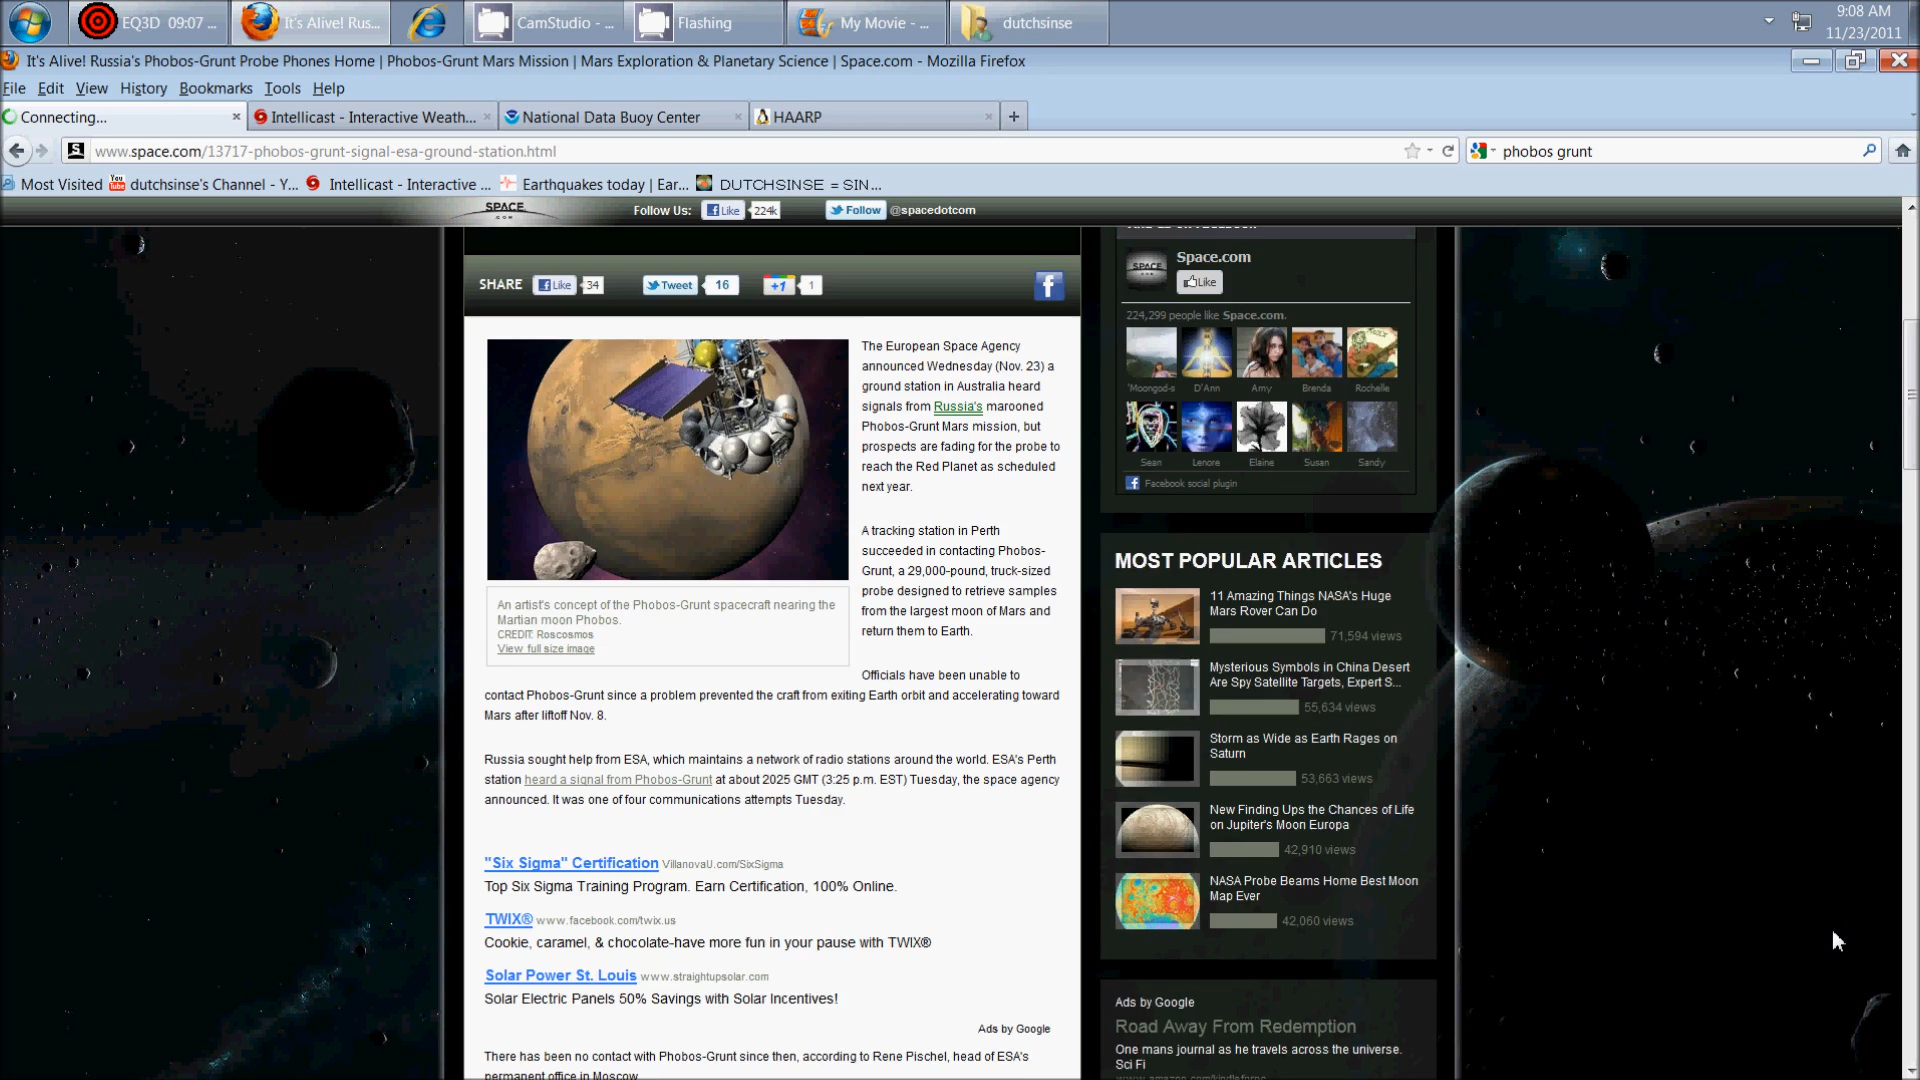 EQ3D 09:07 ...
It's Alive! Rus...
CamStudio - ...
Flashing
My Movie - ...
dutchsinse
9:08 AM
11/23/2011
It's Alive! Russia's Phobos-Grunt Probe Phones Home | Phobos-Grunt Mars Mission | Mars Exploration & Planetary Science | Space.com - Mozilla Firefox
File Edit View History Bookmarks Tools Help
Connecting...
Intellicast - Interactive Weath...
National Data Buoy Center
HAARP
www.space.com/13717-phobos-grunt-signal-esa-ground-station.html
phobos grunt
Most Visited
dutchsinse's Channel - Y...
Intellicast - Interactive ...
Earthquakes today | Ear...
DUTCHSINSE = SIN...
SPACE
.COM
Follow Us:
Like
224k
Follow
@spacedotcom
SHARE
Like
34
Tweet
16
+1
1
An artist's concept of the Phobos-Grunt spacecraft nearing the
Martian moon Phobos.
CREDIT: Roscosmos
View full size image
The European Space Agency
announced Wednesday (Nov. 23) a
ground station in Australia heard
signals from Russia's marooned
Phobos-Grunt Mars mission, but
prospects are fading for the probe to
reach the Red Planet as scheduled
next year.
A tracking station in Perth
succeeded in contacting Phobos-
Grunt, a 29,000-pound, truck-sized
probe designed to retrieve samples
from the largest moon of Mars and
return them to Earth.
Officials have been unable to
contact Phobos-Grunt since a problem prevented the craft from exiting Earth orbit and accelerating toward
Mars after liftoff Nov. 8.
Russia sought help from ESA, which maintains a network of radio stations around the world. ESA's Perth
station heard a signal from Phobos-Grunt at about 2025 GMT (3:25 p.m. EST) Tuesday, the space agency
announced. It was one of four communications attempts Tuesday.
"Six Sigma" Certification VillanovaU.com/SixSigma
Top Six Sigma Training Program. Earn Certification, 100% Online.
TWIX® www.facebook.com/twix.us
Cookie, caramel, & chocolate-have more fun in your pause with TWIX®
Solar Power St. Louis www.straightupsolar.com
Solar Electric Panels 50% Savings with Solar Incentives!
Ads by Google
There has been no contact with Phobos-Grunt since then, according to Rene Pischel, head of ESA's
permanent office in Moscow.
SPACE
Space.com
Like
224,299 people like Space.com.
'Moongod-s
D'Ann
Amy
Brenda
Rochelle
Sean
Lenore
Elaine
Susan
Sandy
Facebook social plugin
MOST POPULAR ARTICLES
11 Amazing Things NASA's Huge
Mars Rover Can Do
71,594 views
Mysterious Symbols in China Desert
Are Spy Satellite Targets, Expert S...
55,634 views
Storm as Wide as Earth Rages on
Saturn
53,663 views
New Finding Ups the Chances of Life
on Jupiter's Moon Europa
42,910 views
NASA Probe Beams Home Best Moon
Map Ever
42,060 views
Ads by Google
Road Away From Redemption
One mans journal as he travels across the universe.
Sci Fi